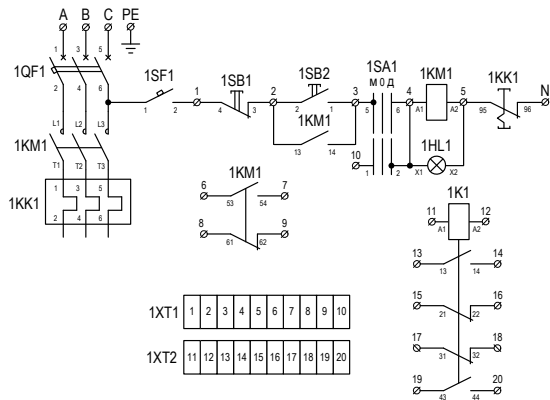 A B C PE
1 3 5
1QF1
2 4 6
1SF1
1 2
1
1SB1
4 3
2
1SB2
2 1
3
1KM1
13 14
1SA1
М О Д
5 6
10
1 2
4
1KM1
A1 A2
5
1HL1
X1 X2
1KK1
95 96
N
L1 L2 L3
1KM1
T1 T2 T3
1KK1
1 3 5
2 4 6
1KM1
6 7
53 54
8 9
61 62
1K1
11 12
A1 A2
13 14
13 14
15 16
21 22
17 18
31 32
19 20
43 44
1XT1 1 2 3 4 5 6 7 8 9 10
1XT2 11 12 13 14 15 16 17 18 19 20